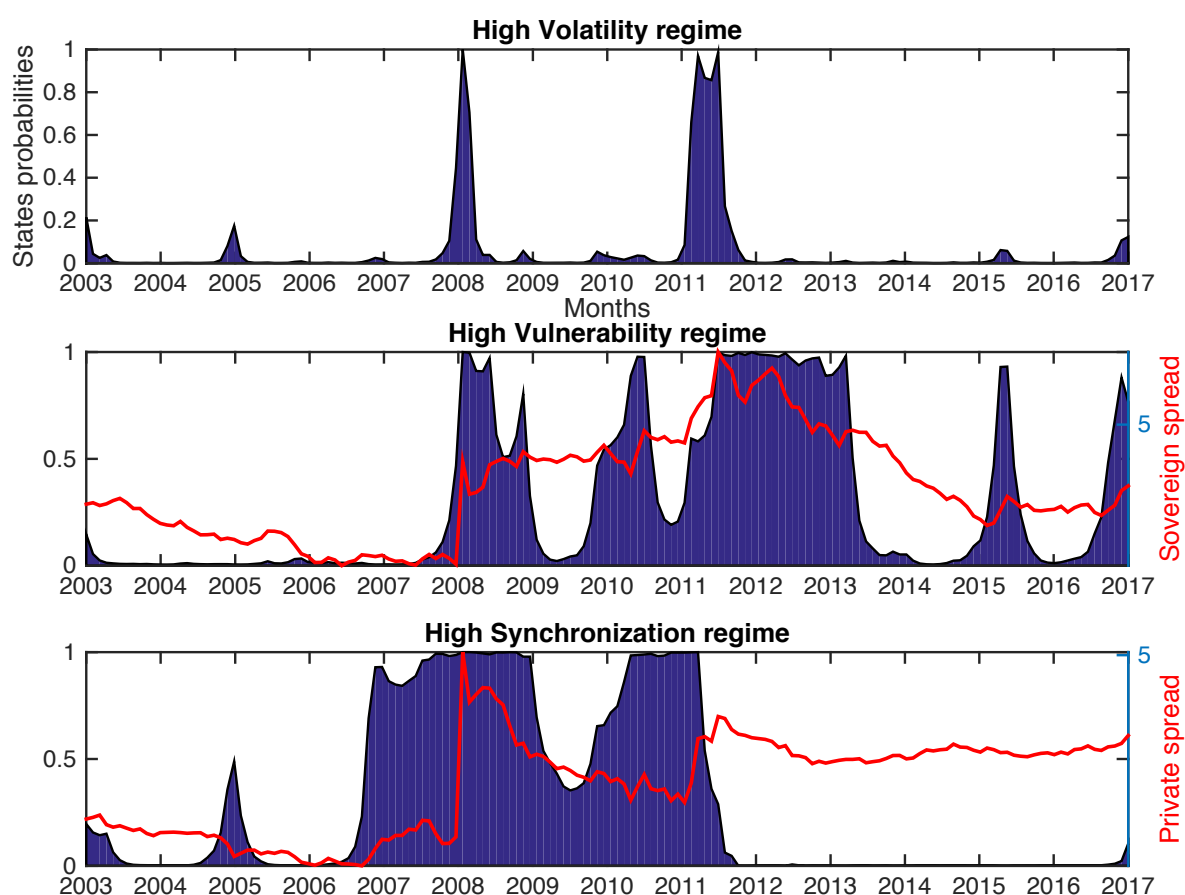 High Volatility regime
States probabilities
1
0.8
0.6
0.4
0.2
0
2003 2004 2005 2006 2007 2008 2009 2010 2011 2012 2013 2014 2015 2016 2017
Months
High Vulnerability regime
1
0.5
0
5
Sovereign spread
2003 2004 2005 2006 2007 2008 2009 2010 2011 2012 2013 2014 2015 2016 2017
High Synchronization regime
1
0.5
0
5
Private spread
2003 2004 2005 2006 2007 2008 2009 2010 2011 2012 2013 2014 2015 2016 2017